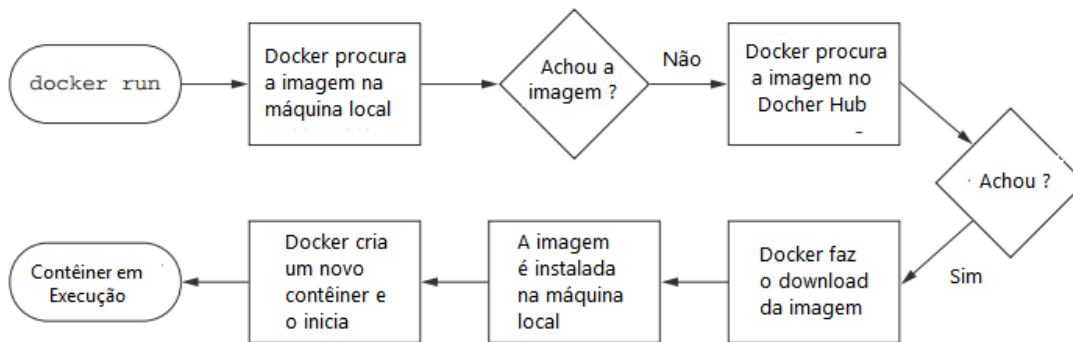 docker run
Docker procura
a imagem na
máquina local
Achou a
imagem ?
Não
Docker procura
a imagem no
Docher Hub
Achou ?
Sim
Docker faz
o download
da imagem
A imagem
é instalada
na máquina
local
Docker cria
um novo
contêiner e
o inicia
Contêiner em
Execução